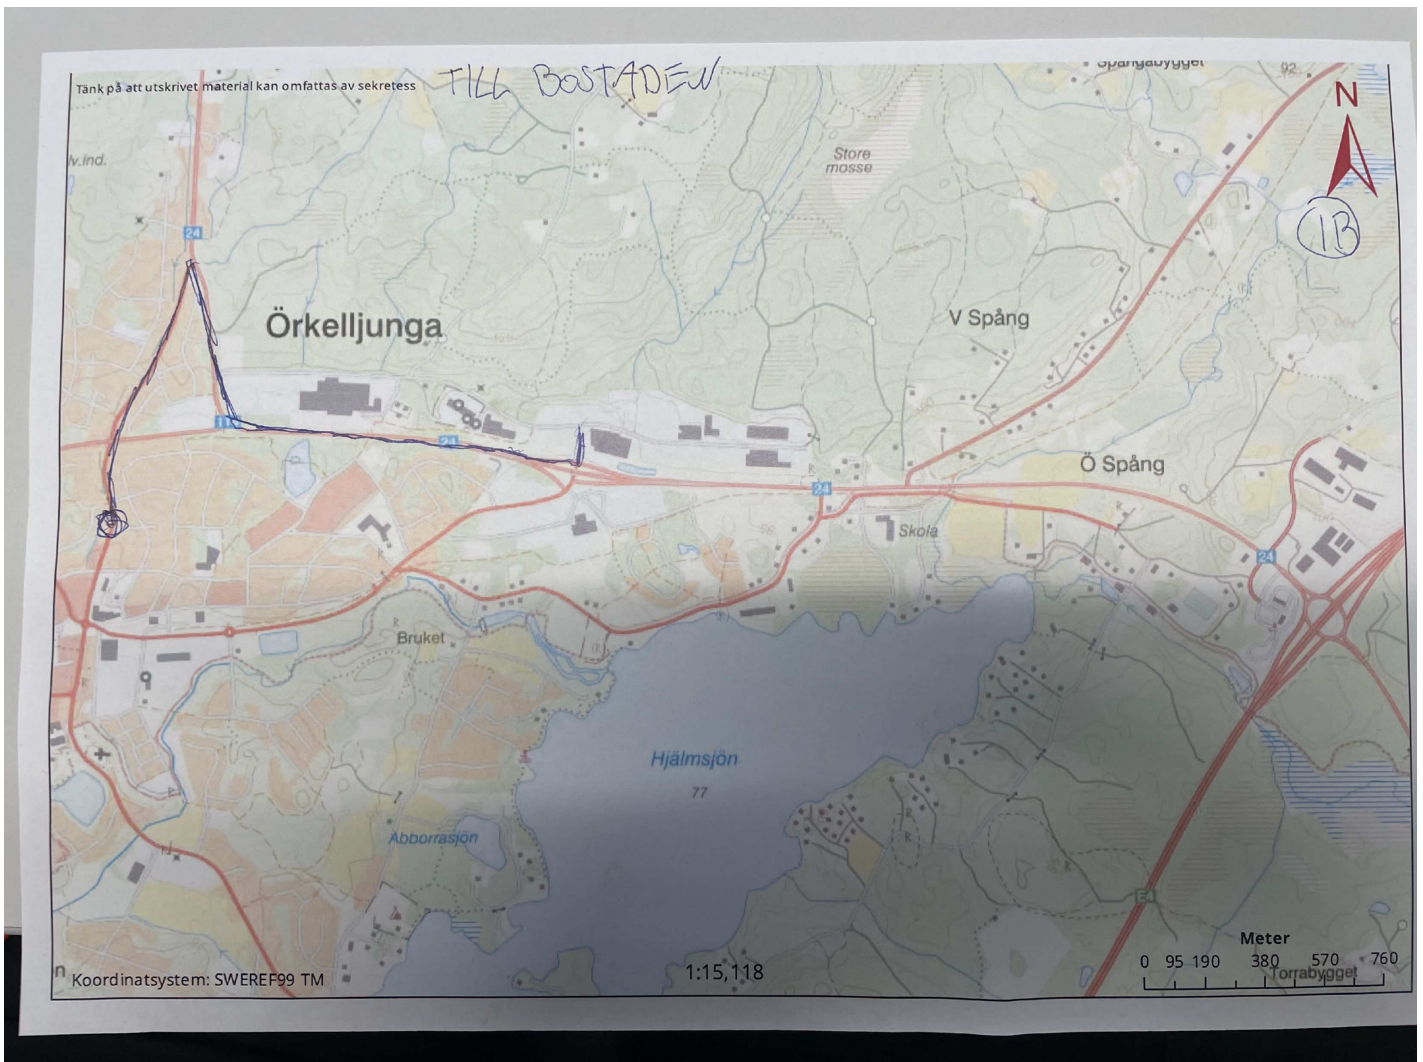 Tänk på att utskrivet material kan omfattas av sekretess
TILL BOSTADEN
Spångabygget
92
N
lv.ind.
Store
mosse
1B
24
Örkelljunga
V Spång
24
Ö Spång
24
Skola
24
Bruket
Hjälmsjön
77
Abborrasjön
E4
Meter
0 95 190 380 570 760
Torrabygget
n
Koordinatsystem: SWEREF99 TM
1:15,118